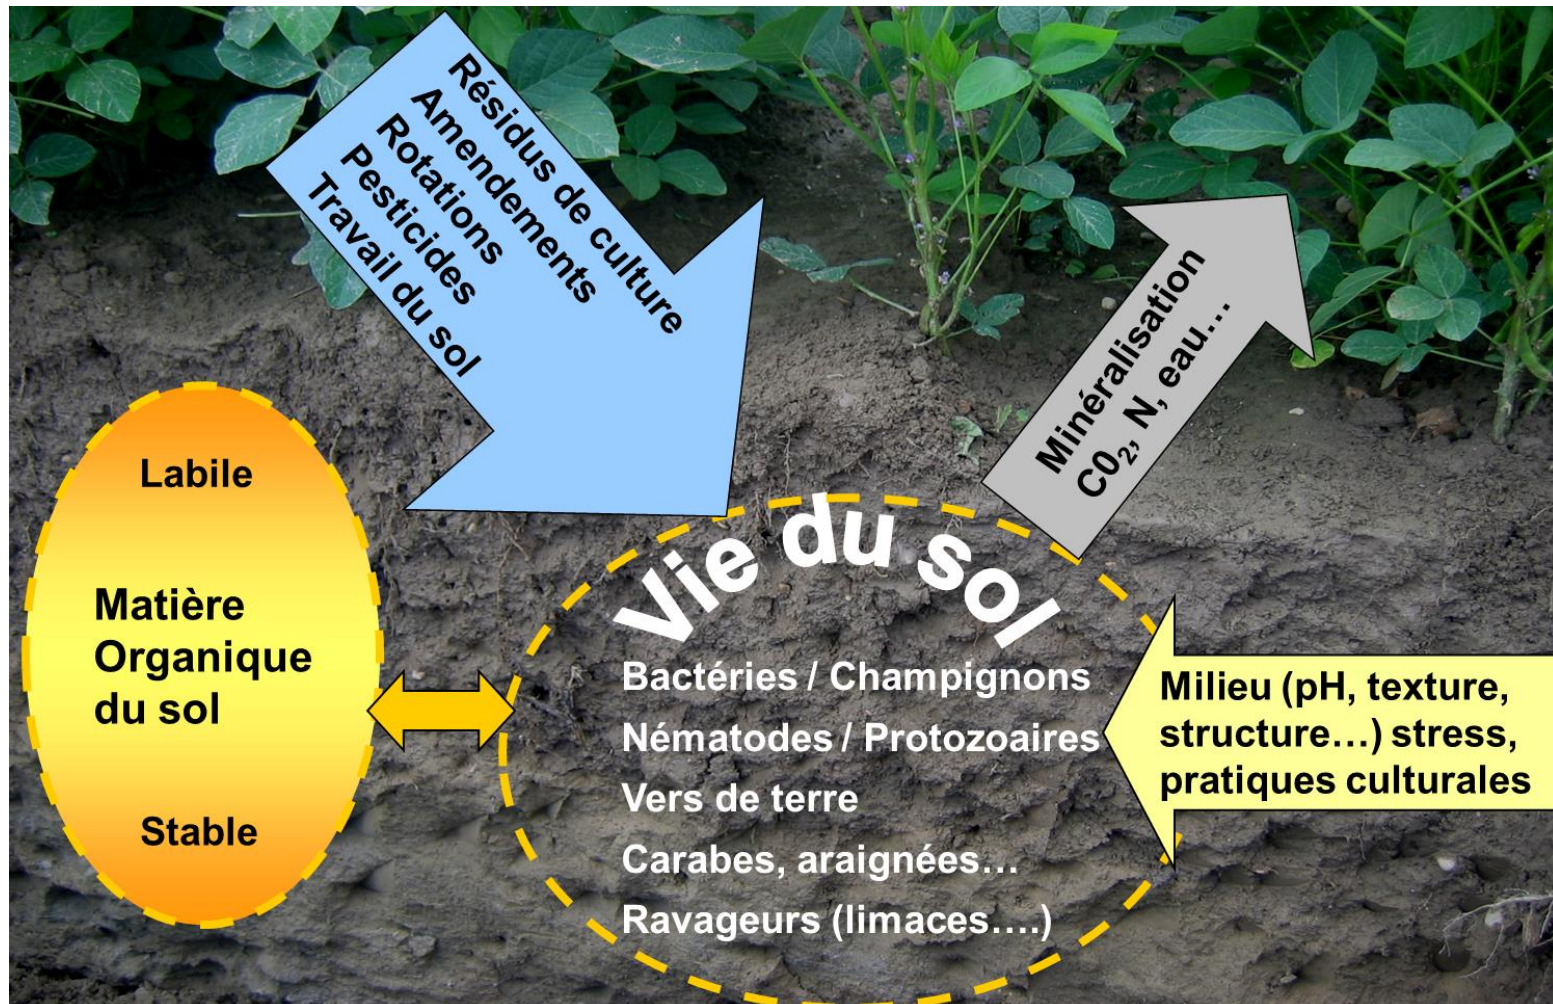 Résidus de culture
Amendements
Rotations
Pesticides
Travail du sol
Minéralisation
C0₂, N, eau…
Labile
Matière
Organique
du sol
Stable
Vie du sol
Bactéries / Champignons
Nématodes / Protozoaires
Vers de terre
Carabes, araignées…
Ravageurs (limaces….)
Milieu (pH, texture,
structure…) stress,
pratiques culturales